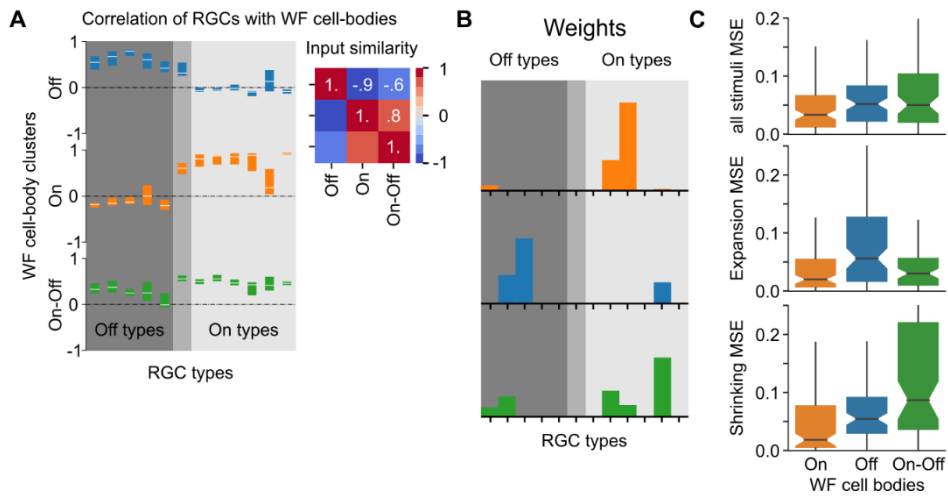 A
Correlation of RGCs with WF cell-bodies
WF cell-body clusters
Off
1
0
-1
On
1
0
1
On-Off
1
0
-1
Off types
On types
RGC types
Input similarity
1. -.9 -.6
1. .8
1.
Off On On-Off
1
0
-1
B
Weights
Off types On types
RGC types
C
all stimuli MSE
0.2
0.1
0.0
Expansion MSE
0.1
0.0
Shrinking MSE
0.2
0.1
0.0
On Off On-Off
WF cell bodies